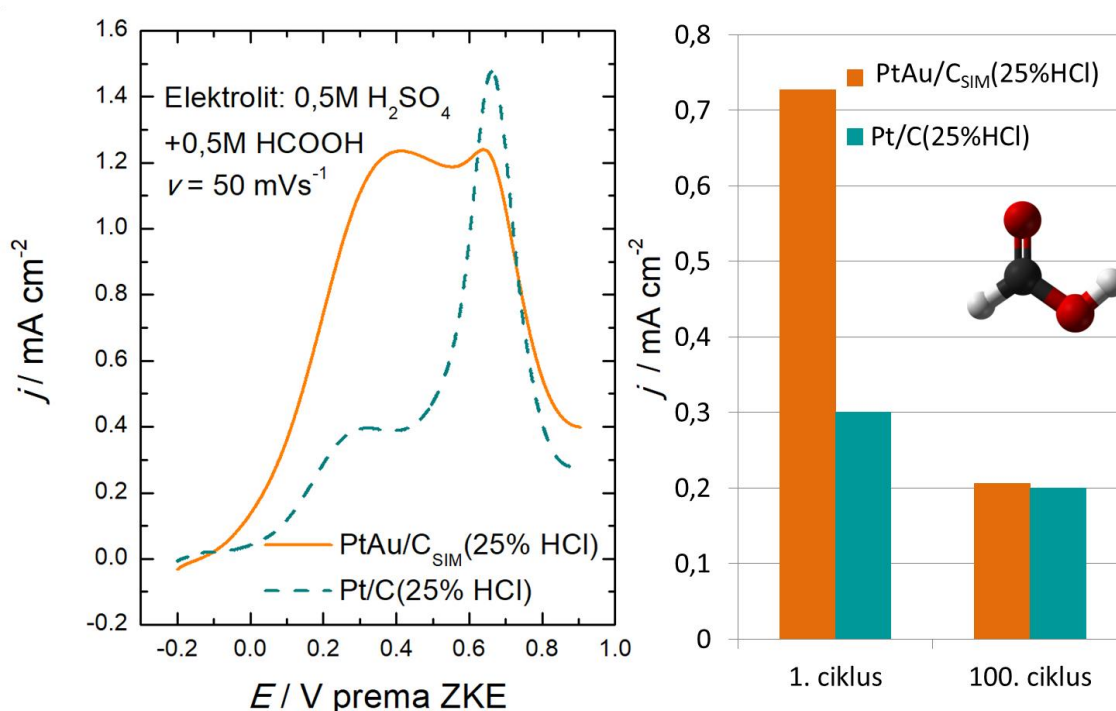 1.6
1.4
1.2
1.0
0.8
0.6
0.4
0.2
0.0
-0.2
j / mA cm⁻²
Elektrolit: 0,5M H₂SO₄
+0,5M HCOOH
ν = 50 mVs⁻¹
PtAu/C_SIM(25% HCl)
Pt/C(25% HCl)
-0.2 0.0 0.2 0.4 0.6 0.8 1.0
E / V prema ZKE
0,8
0,7
0,6
0,5
0,4
0,3
0,2
0,1
0
j / mA cm⁻²
PtAu/C_SIM(25%HCl)
Pt/C(25%HCl)
1. ciklus 100. ciklus